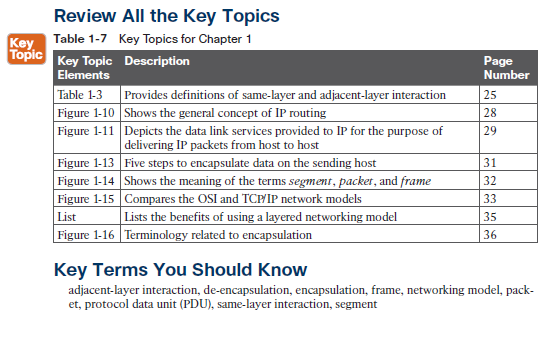 Review All the Key Topics
Key
Topic
Table 1-7 Key Topics for Chapter 1
Key Topic Description Page
Elements Number
Table 1-3 Provides definitions of same-layer and adjacent-layer interaction 25
Figure 1-10 Shows the general concept of IP routing 28
Figure 1-11 Depicts the data link services provided to IP for the purpose of 29
delivering IP packets from host to host
Figure 1-13 Five steps to encapsulate data on the sending host 31
Figure 1-14 Shows the meaning of the terms segment, packet, and frame 32
Figure 1-15 Compares the OSI and TCP/IP network models 33
List Lists the benefits of using a layered networking model 35
Figure 1-16 Terminology related to encapsulation 36
Key Terms You Should Know
adjacent-layer interaction, de-encapsulation, encapsulation, frame, networking model, pack-
et, protocol data unit (PDU), same-layer interaction, segment